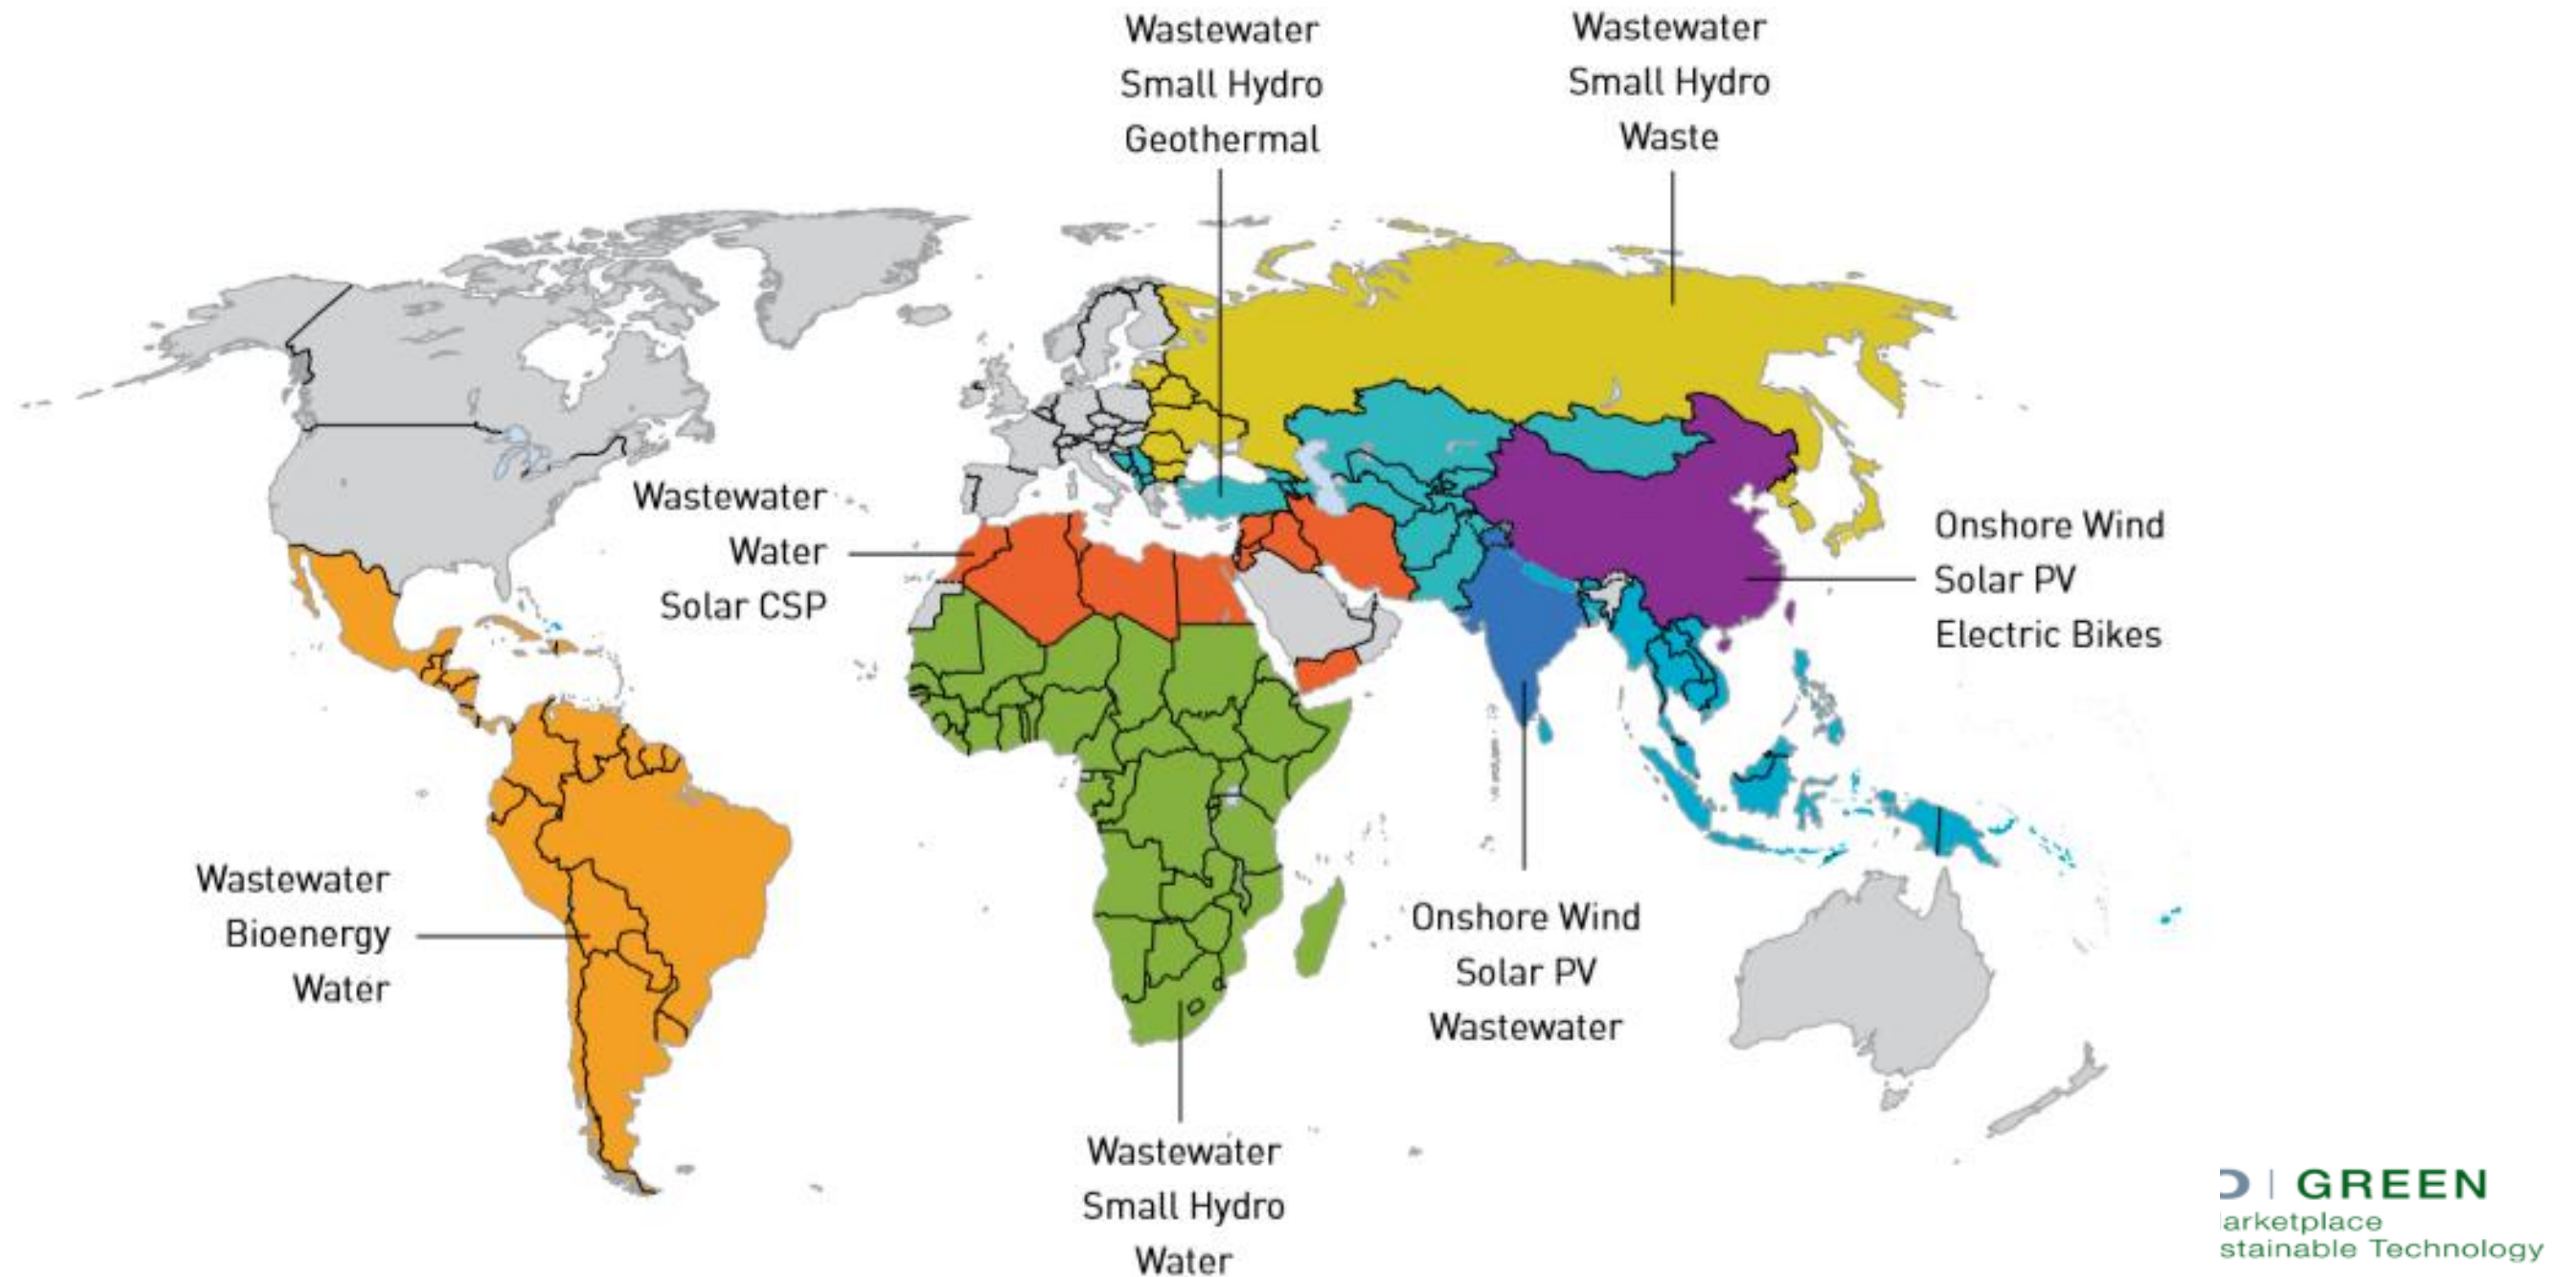 Wastewater
Small Hydro
Geothermal
Wastewater
Small Hydro
Waste
Wastewater
Water
Solar CSP
Onshore Wind
Solar PV
Electric Bikes
Wastewater
Bioenergy
Water
Onshore Wind
Solar PV
Wastewater
Wastewater
Small Hydro
Water
| GREEN
arketplace
stainable Technology